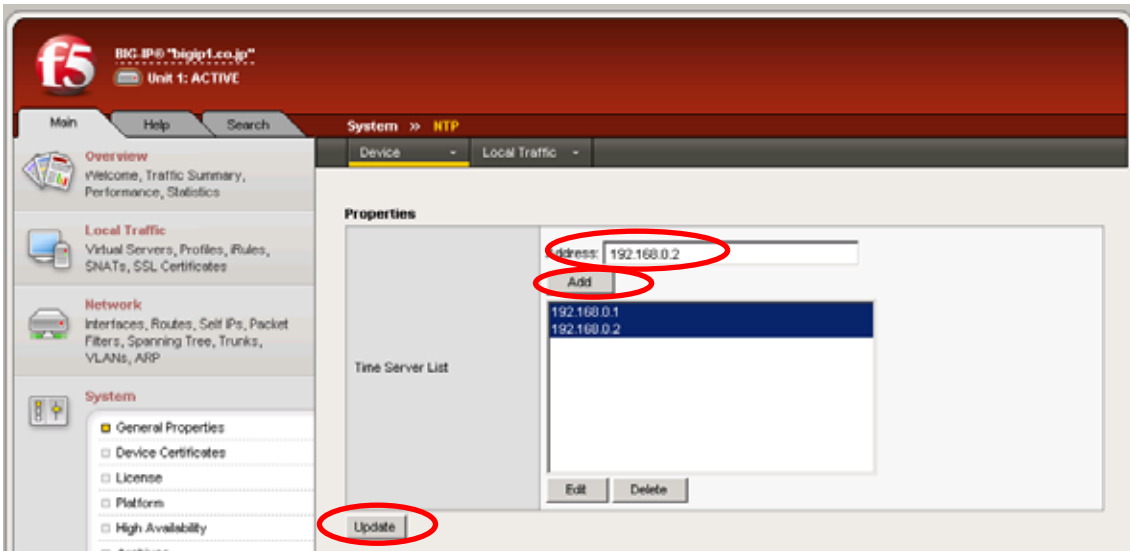 f5
BIG-IP® "bigip1.co.jp"
Unit 1: ACTIVE
Main
Help
Search
System » NTP
Device
Local Traffic
Overview
Welcome, Traffic Summary,
Performance, Statistics
Local Traffic
Virtual Servers, Profiles, iRules,
SNATs, SSL Certificates
Network
Interfaces, Routes, Self IPs, Packet
Filters, Spanning Tree, Trunks,
VLANs, ARP
System
General Properties
Device Certificates
License
Platform
High Availability
Archives
Properties
Address: 192.168.0.2
Add
192.168.0.1
192.168.0.2
Time Server List
Edit
Delete
Update